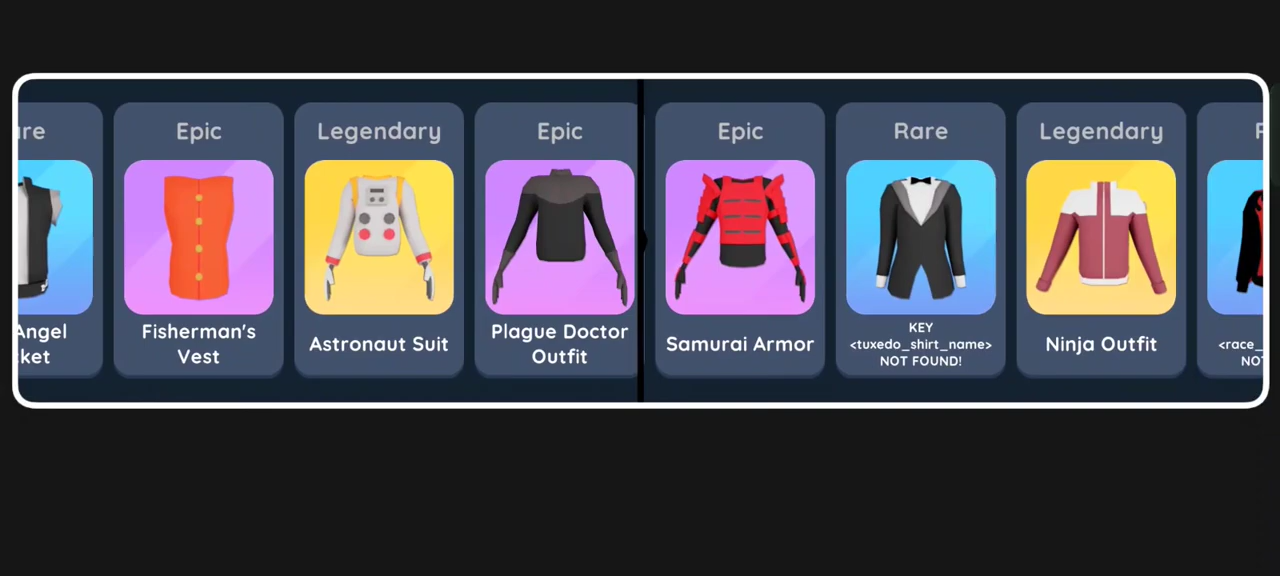 Epic
Legendary
Epic
Epic
Rare
Legendary
Angel
Fisherman's
Vest
Astronaut Suit
Plague Doctor
Outfit
Samurai Armor
KEY
<tuxedo_shirt_name>
NOT FOUND!
Ninja Outfit